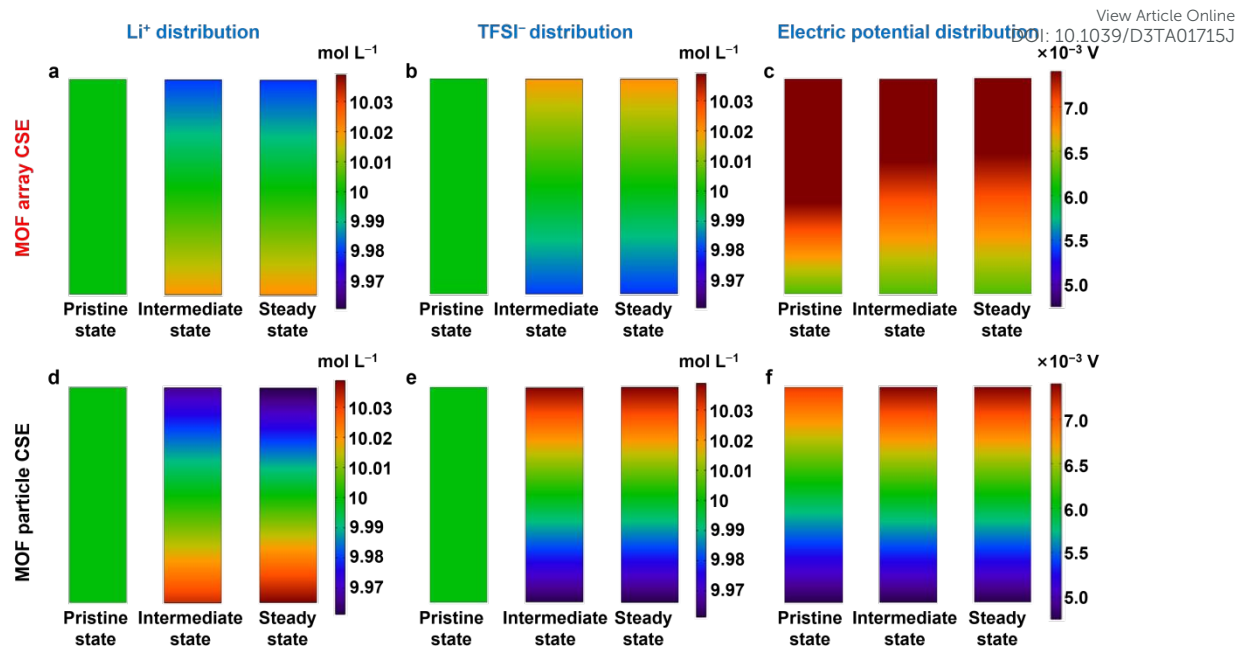 View Article Online
DOI: 10.1039/D3TA01715J
Li⁺ distribution
TFSI⁻ distribution
Electric potential distribution
MOF array CSE
a
mol L⁻¹
10.03
10.02
10.01
10
9.99
9.98
9.97
Pristine state
Intermediate state
Steady state
b
mol L⁻¹
10.03
10.02
10.01
10
9.99
9.98
9.97
Pristine state
Intermediate state
Steady state
c
×10⁻³ V
7.0
6.5
6.0
5.5
5.0
Pristine state
Intermediate state
Steady state
MOF particle CSE
d
mol L⁻¹
10.03
10.02
10.01
10
9.99
9.98
9.97
Pristine state
Intermediate state
Steady state
e
mol L⁻¹
10.03
10.02
10.01
10
9.99
9.98
9.97
Pristine state
Intermediate state
Steady state
f
×10⁻³ V
7.0
6.5
6.0
5.5
5.0
Pristine state
Intermediate state
Steady state